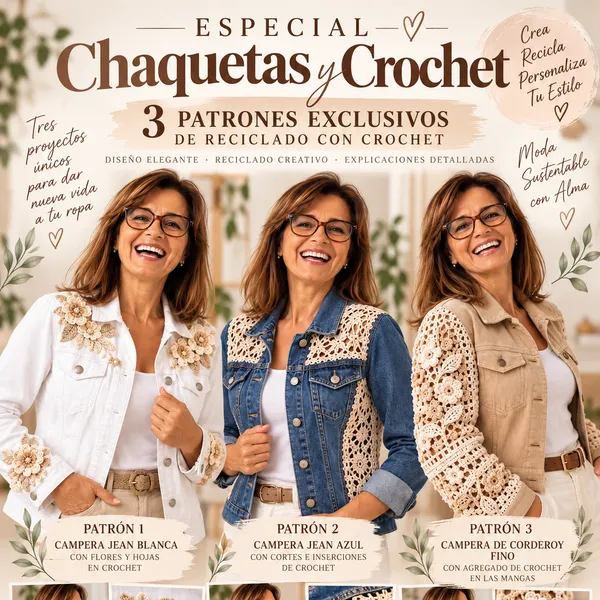 ESPECIAL
Chaquetas y Crochet
3 PATRONES EXCLUSIVOS
DE RECICLADO CON CROCHET
DISEÑO ELEGANTE · RECICLADO CREATIVO · EXPLICACIONES DETALLADAS
Crea
Recicla
Personaliza
Tu Estilo
Tres
proyectos
únicos
para dar
nueva vida
a tu ropa
Moda
Sustentable
con Alma
PATRÓN 1
CAMPERA JEAN BLANCA
CON FLORES Y HOJAS
EN CROCHET
PATRÓN 2
CAMPERA JEAN AZUL
CON CORTES E INSERCIONES
DE CROCHET
PATRÓN 3
CAMPERA DE CORDEROY
FINO
CON AGREGADO DE CROCHET
EN LAS MANGAS